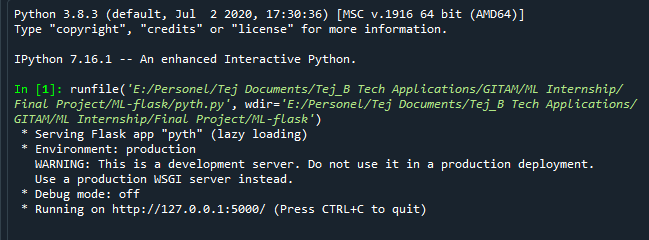 Python 3.8.3 (default, Jul  2 2020, 17:30:36) [MSC v.1916 64 bit (AMD64)]
Type "copyright", "credits" or "license" for more information.
IPython 7.16.1 -- An enhanced Interactive Python.
In [1]: runfile('E:/Personel/Tej Documents/Tej_B Tech Applications/GITAM/ML Internship/
Final Project/ML-flask/pyth.py', wdir='E:/Personel/Tej Documents/Tej_B Tech Applications/
GITAM/ML Internship/Final Project/ML-flask')
 * Serving Flask app "pyth" (lazy loading)
 * Environment: production
   WARNING: This is a development server. Do not use it in a production deployment.
   Use a production WSGI server instead.
 * Debug mode: off
 * Running on http://127.0.0.1:5000/ (Press CTRL+C to quit)